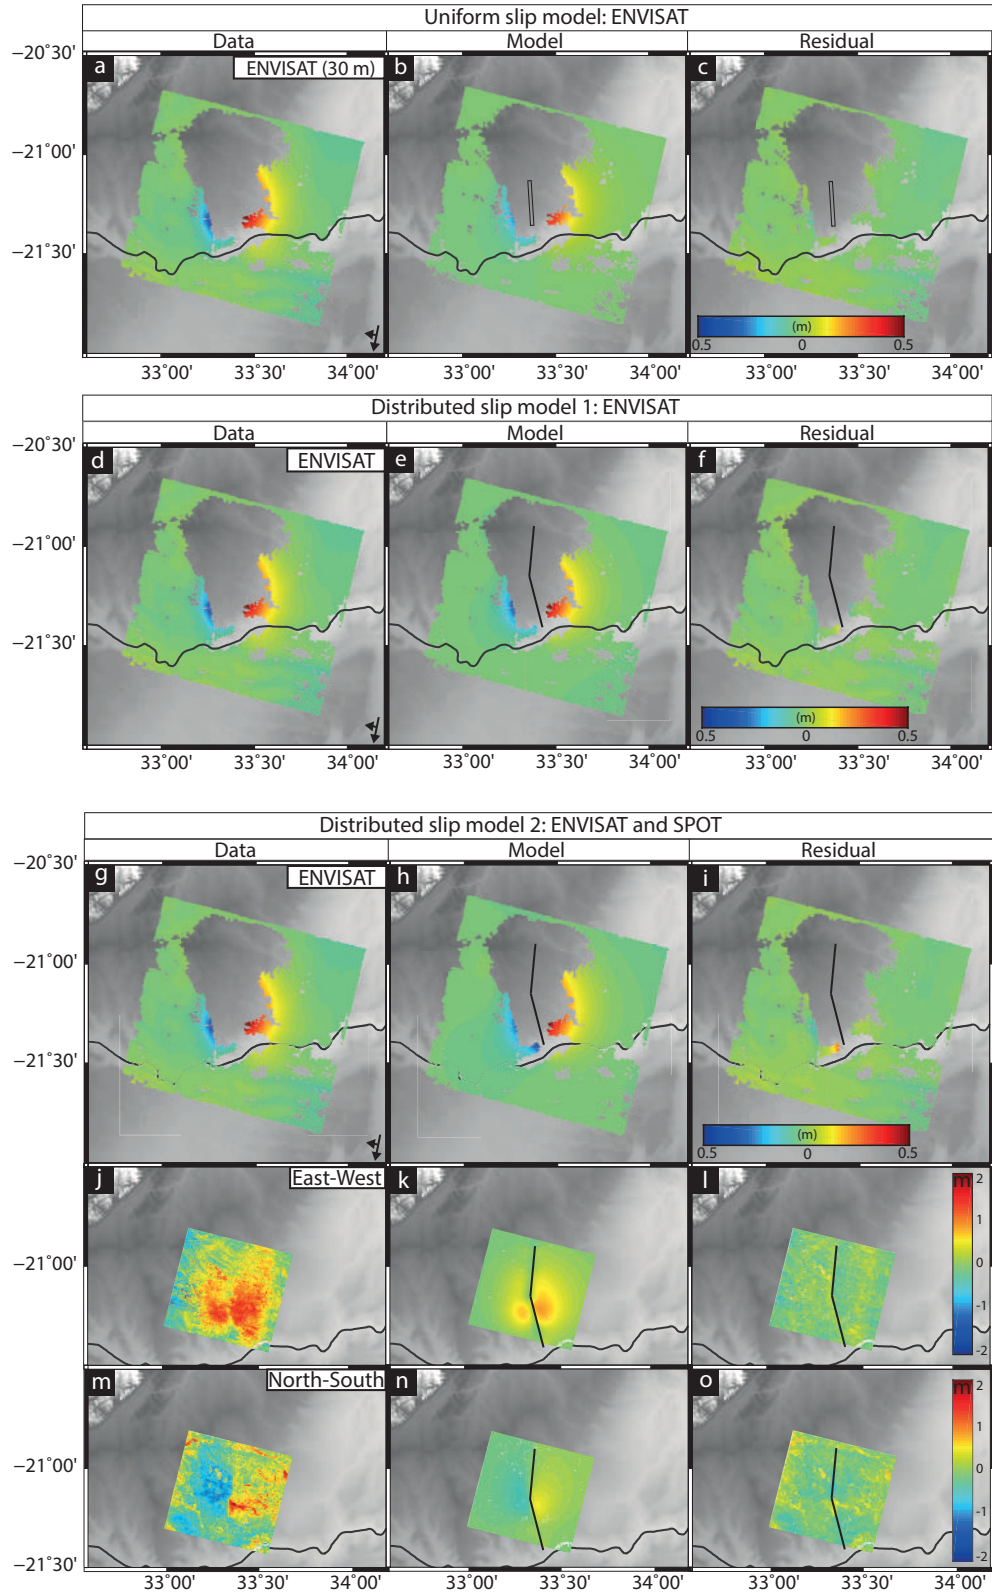 Uniform slip model: ENVISAT
Data Model Residual
−20˚30'
a ENVISAT (30 m) b c
−21˚00'
−21˚30'
(m)
0.5 0 0.5
33˚00' 33˚30' 34˚00' 33˚00' 33˚30' 34˚00' 33˚00' 33˚30' 34˚00'
Distributed slip model 1: ENVISAT
Data Model Residual
−20˚30'
d ENVISAT e f
−21˚00'
−21˚30'
(m)
0.5 0 0.5
33˚00' 33˚30' 34˚00' 33˚00' 33˚30' 34˚00' 33˚00' 33˚30' 34˚00'
Distributed slip model 2: ENVISAT and SPOT
Data Model Residual
−20˚30'
g ENVISAT h i
−21˚00'
−21˚30'
(m)
0.5 0 0.5
j East-West k l
m
2
1
0
-1
-2
−21˚00'
m North-South n o
m
2
1
0
-1
-2
−21˚00'
−21˚30'
33˚00' 33˚30' 34˚00' 33˚00' 33˚30' 34˚00' 33˚00' 33˚30' 34˚00'